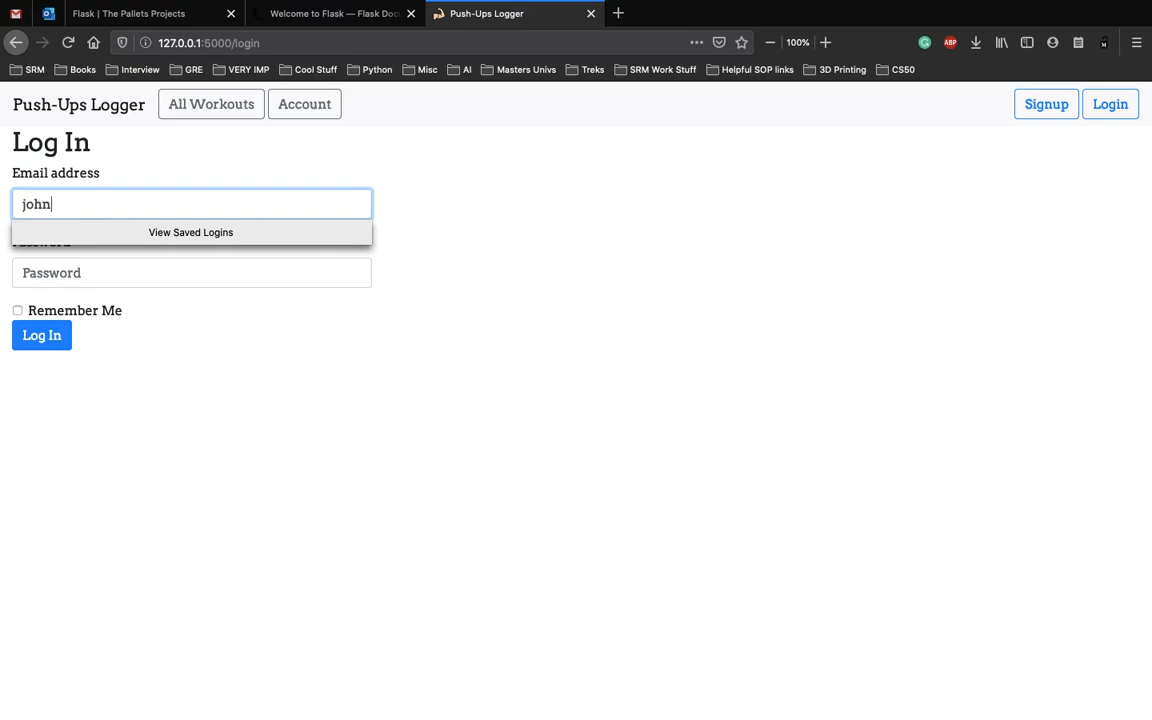 Flask | The Pallets Projects
Welcome to Flask — Flask Doc
Push-Ups Logger
127.0.0.1:5000/login
100%
ABP
SRM
Books
Interview
GRE
VERY IMP
Cool Stuff
Python
Misc
AI
Masters Univs
Treks
SRM Work Stuff
Helpful SOP links
3D Printing
CS50
Push-Ups Logger
All Workouts
Account
Signup
Login
Log In
Email address
john
View Saved Logins
Password
Password
Remember Me
Log In